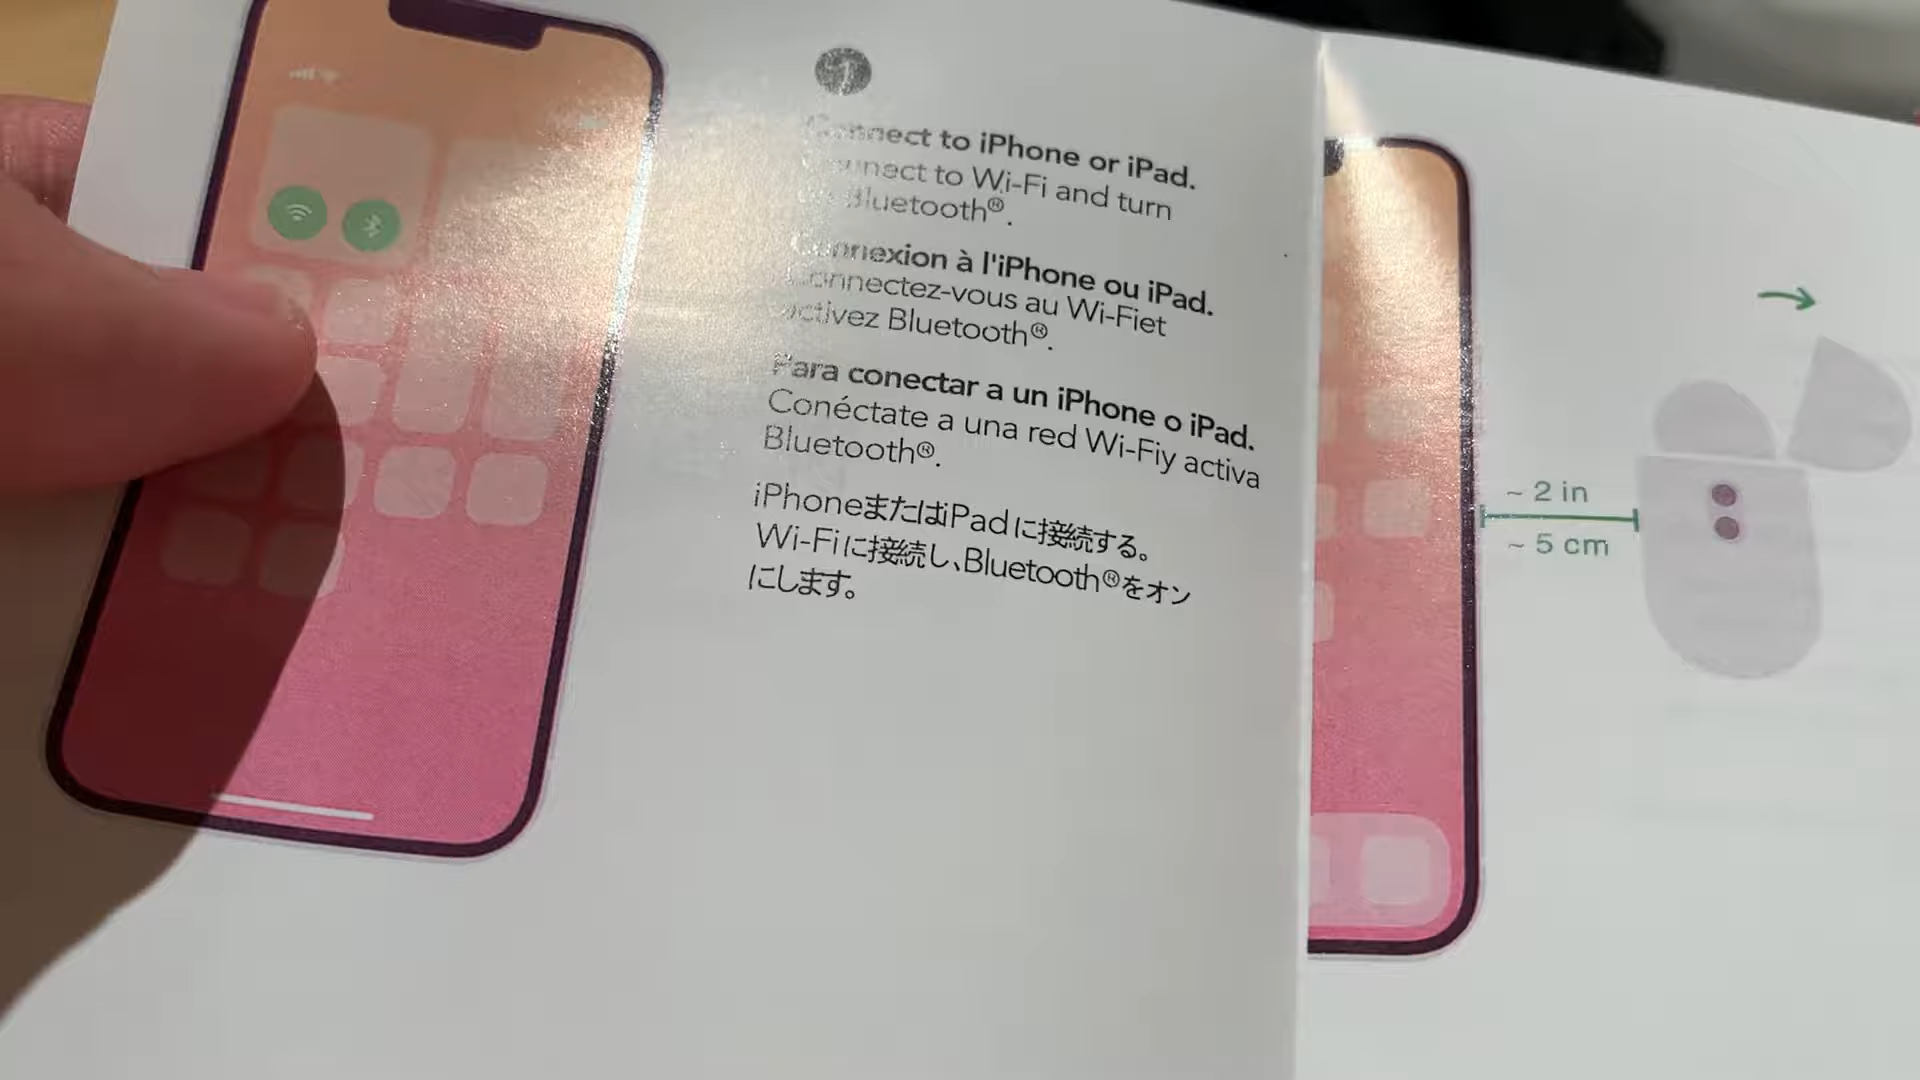 1
Connect to iPhone or iPad.
Connect to Wi-Fi and turn
Bluetooth®.
Connexion à l'iPhone ou iPad.
Connectez-vous au Wi-Fiet
activez Bluetooth®.
Para conectar a un iPhone o iPad.
Conéctate a una red Wi-Fiy activa
Bluetooth®.
iPhoneまたはiPadに接続する。
Wi-Fiに接続し、Bluetooth®をオン
にします。
~ 2 in
~ 5 cm